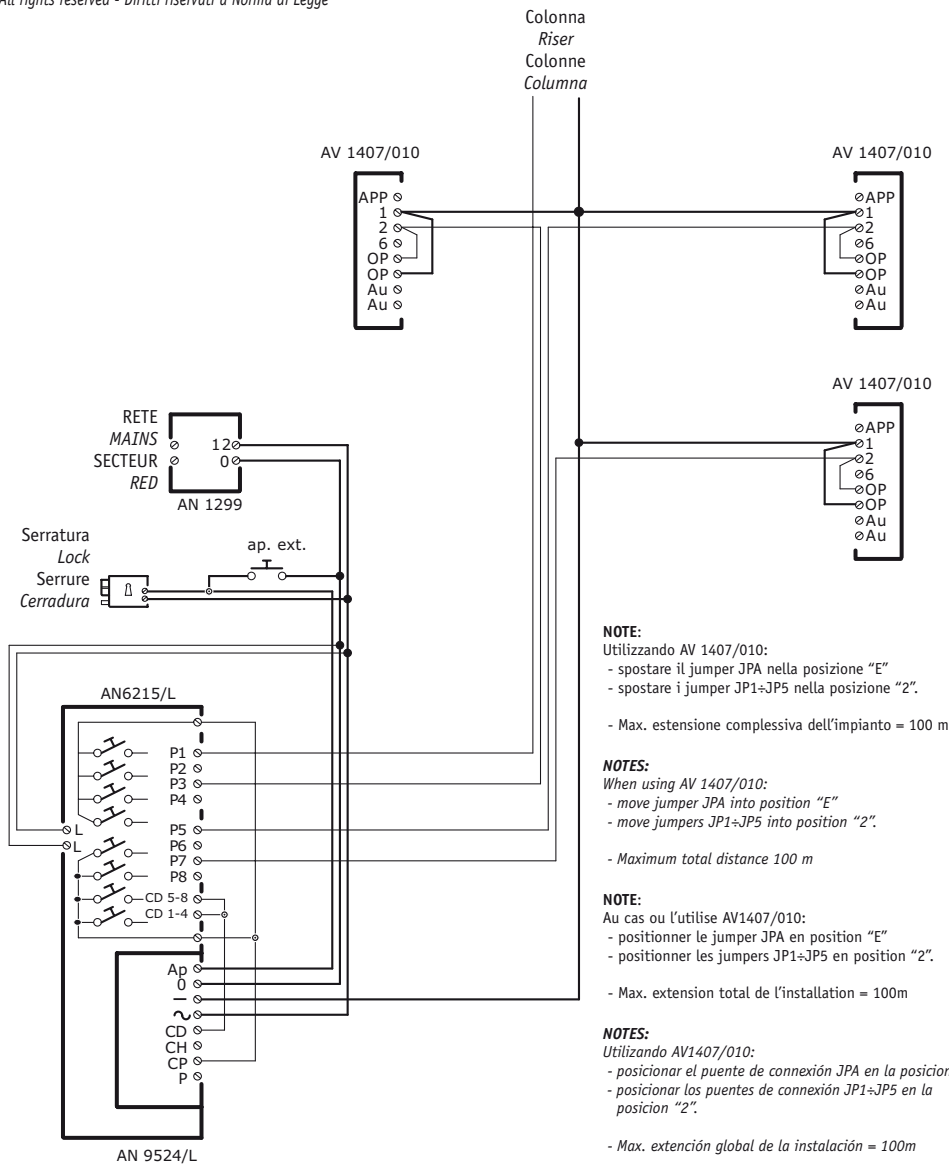 All rights reserved - Diritti riservati a Norma di Legge
Colonna
Riser
Colonne
Columna
AV 1407/010
APP
1
2
6
OP
OP
Au
Au
AV 1407/010
APP
1
2
6
OP
OP
Au
Au
AV 1407/010
APP
1
2
6
OP
OP
Au
Au
RETE
MAINS
SECTEUR
RED
12
0
AN 1299
Serratura
Lock
Serrure
Cerradura
ap. ext.
AN6215/L
P1
P2
P3
P4
L
P5
L
P6
P7
P8
CD 5-8
CD 1-4
Ap
0
–
~
CD
CH
CP
P
AN 9524/L
NOTE:
Utilizzando AV 1407/010:
- spostare il jumper JPA nella posizione “E”
- spostare i jumper JP1÷JP5 nella posizione “2”.
- Max. estensione complessiva dell’impianto = 100 m
NOTES:
When using AV 1407/010:
- move jumper JPA into position “E”
- move jumpers JP1÷JP5 into position “2”.
- Maximum total distance 100 m
NOTE:
Au cas ou l’utilise AV1407/010:
- positionner le jumper JPA en position “E”
- positionner les jumpers JP1÷JP5 en position “2”.
- Max. extension total de l’installation = 100m
NOTES:
Utilizando AV1407/010:
- posicionar el puente de connexión JPA en la posicion
- posicionar los puentes de connexión JP1÷JP5 en la
posicion “2”.
- Max. extención global de la instalación = 100m